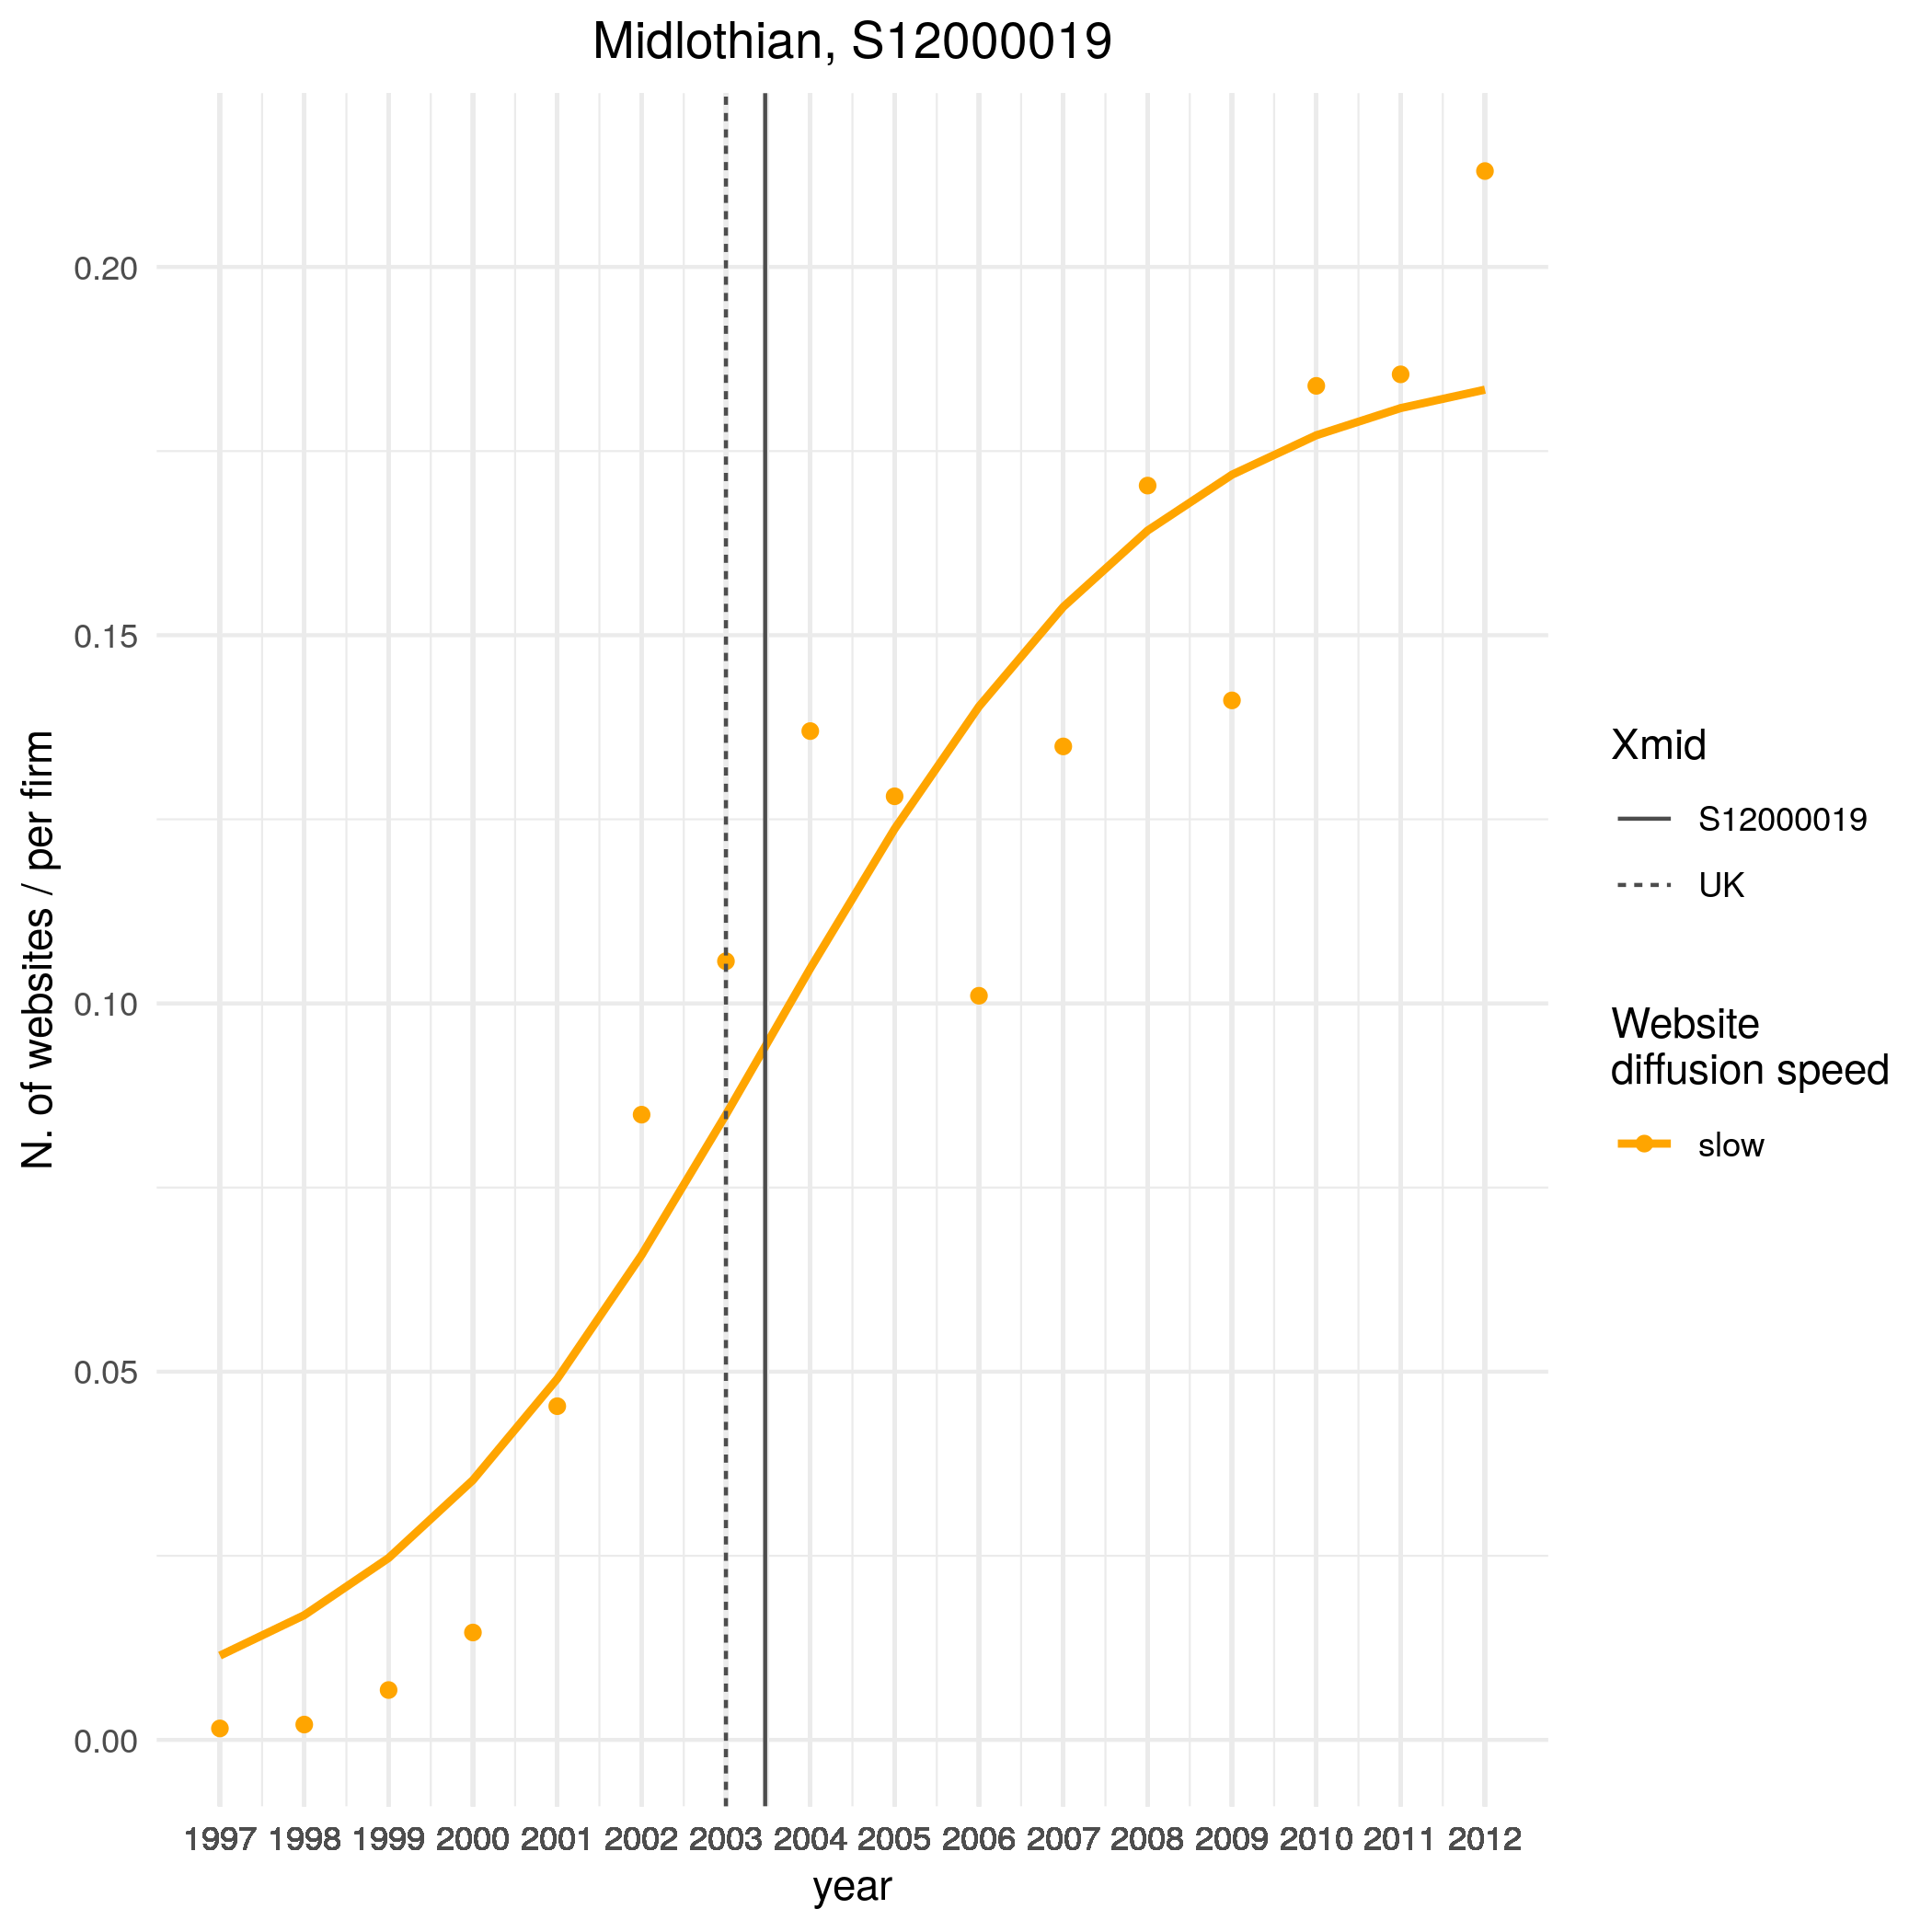 Midlothian, S12000019
N. of websites / per firm
0.20
0.15
0.10
0.05
0.00
1997 1998 1999 2000 2001 2002 2003 2004 2005 2006 2007 2008 2009 2010 2011 2012
year
Xmid
S12000019
UK
Website
diffusion speed
slow